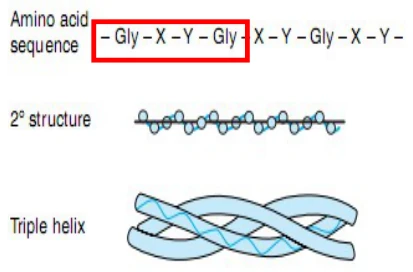 Amino acid
sequence
– Gly – X – Y – Gly – X – Y – Gly – X – Y –
2° structure
Triple helix